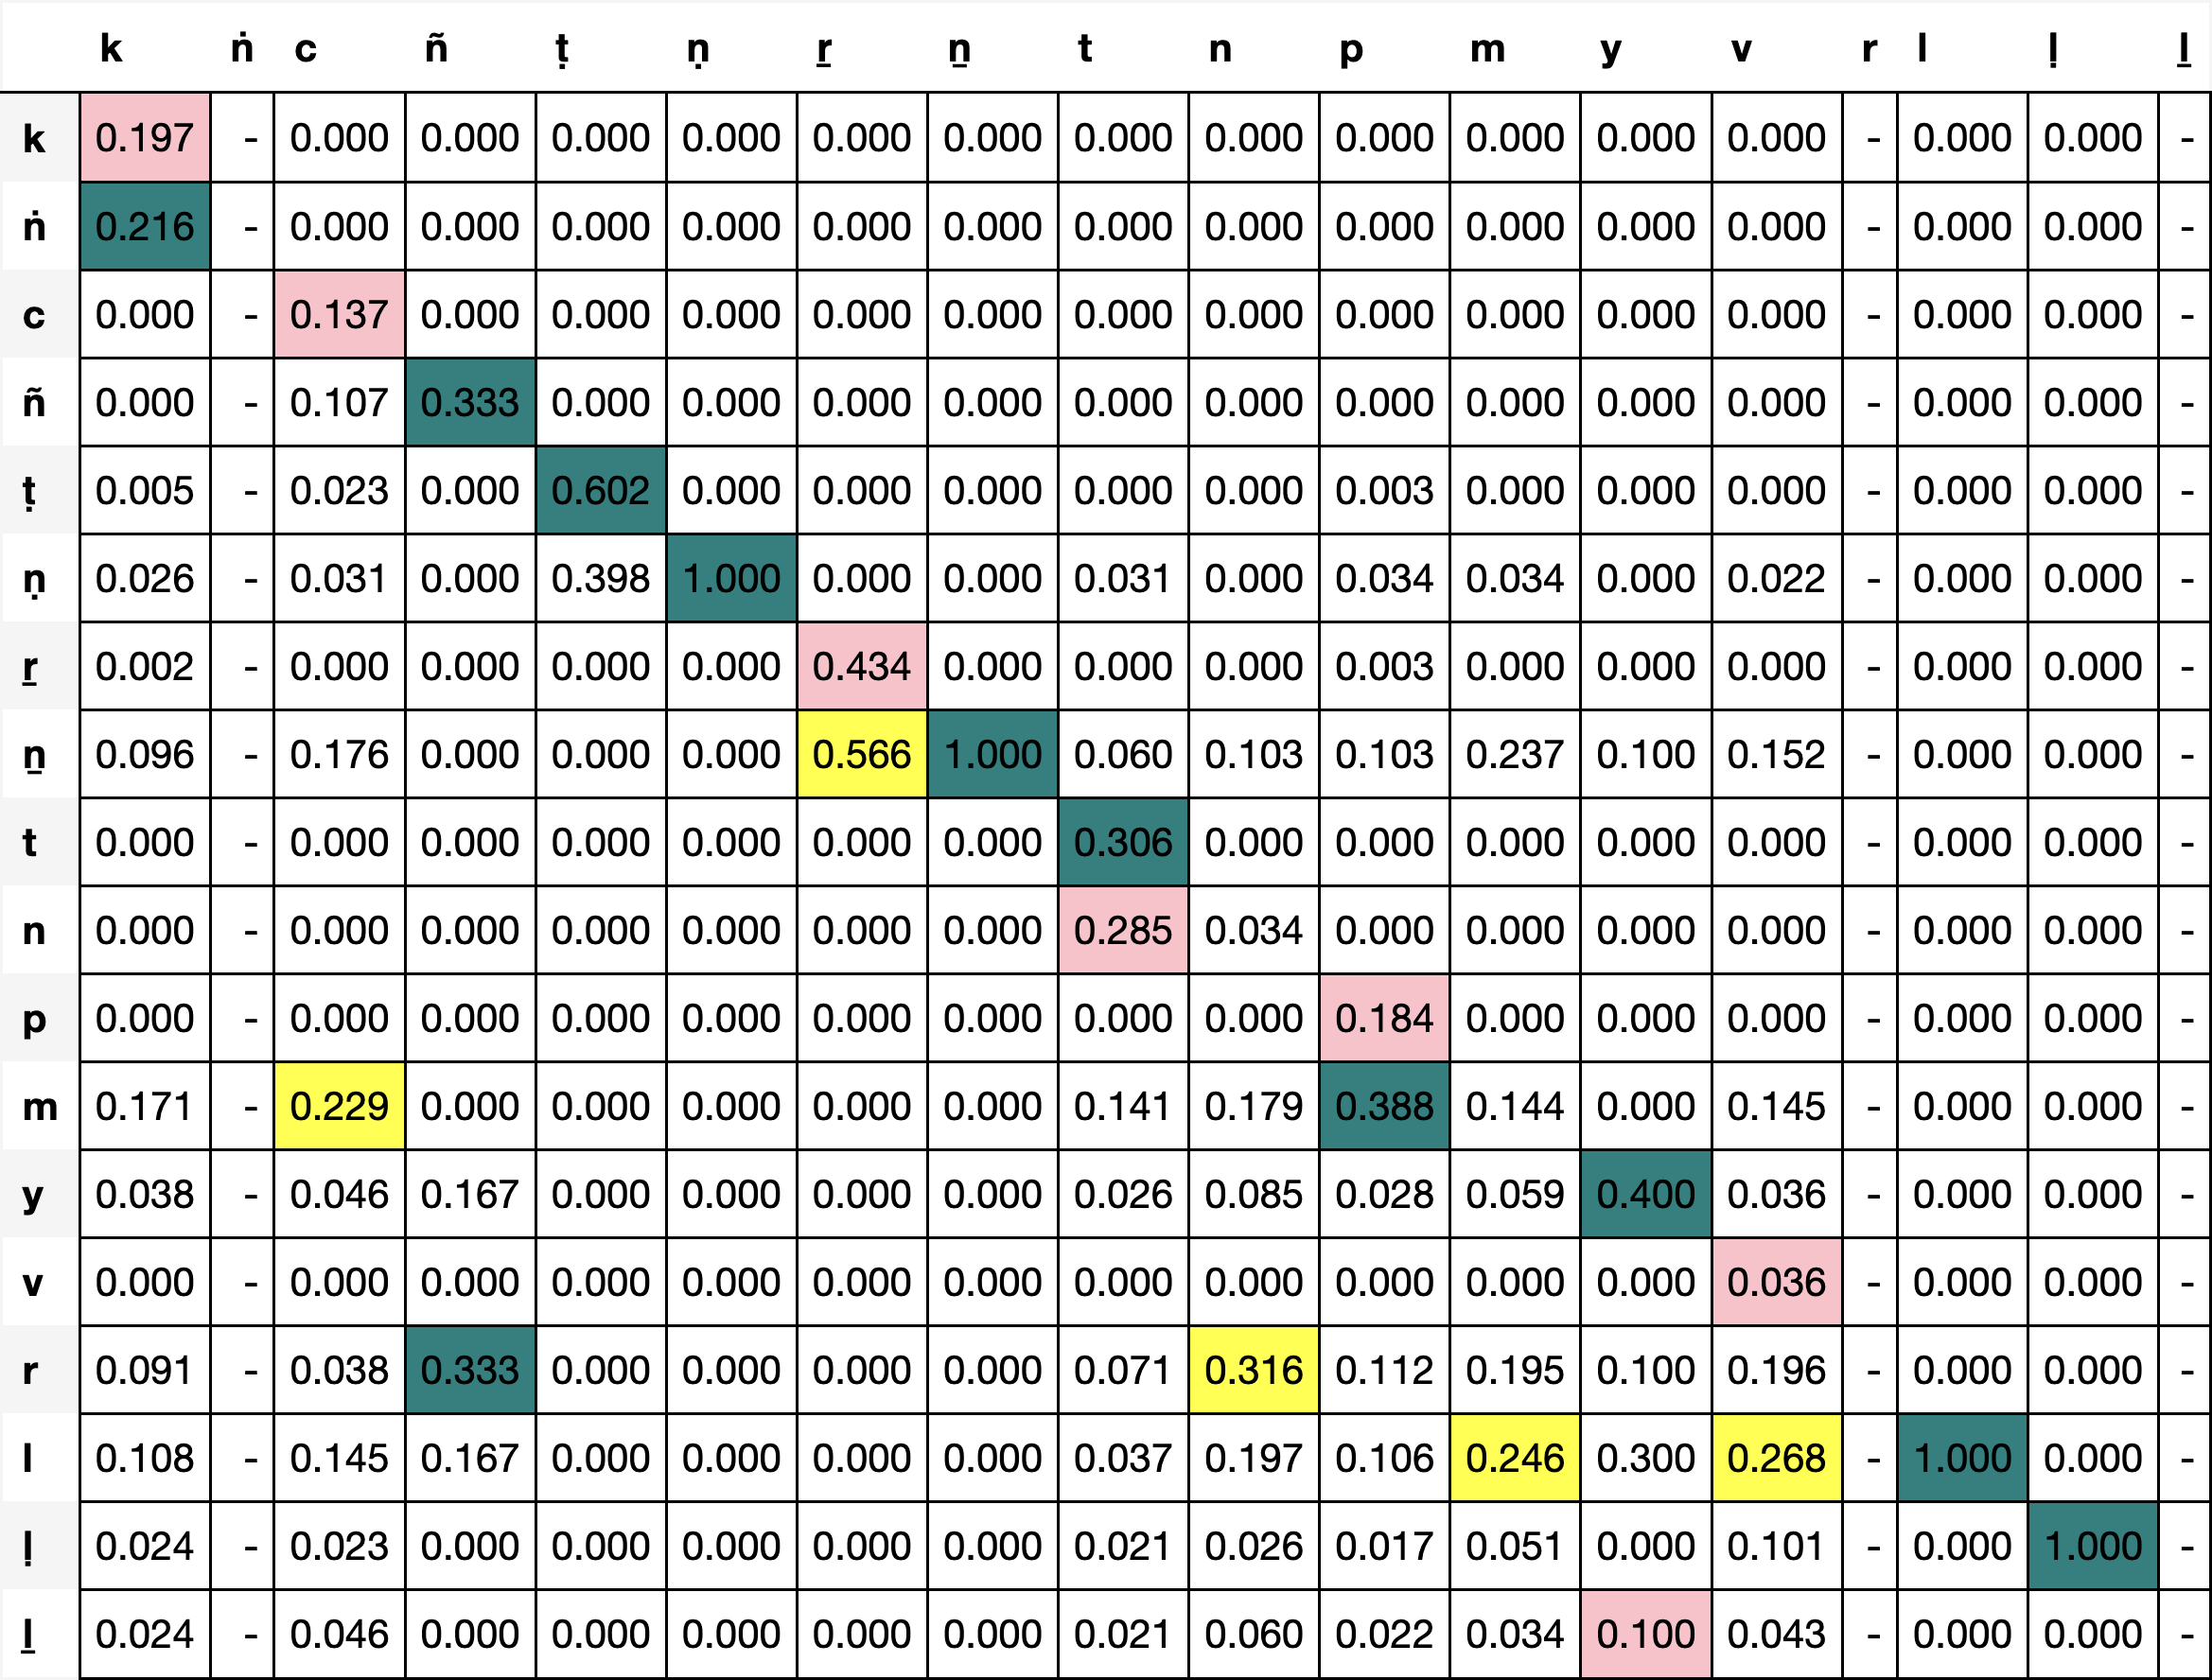 k ṅ c ñ ṭ ṇ ṟ ṉ t n p m y v r l ḷ ḻ
k 0.197 - 0.000 0.000 0.000 0.000 0.000 0.000 0.000 0.000 0.000 0.000 0.000 0.000 - 0.000 0.000 -
ṅ 0.216 - 0.000 0.000 0.000 0.000 0.000 0.000 0.000 0.000 0.000 0.000 0.000 0.000 - 0.000 0.000 -
c 0.000 - 0.137 0.000 0.000 0.000 0.000 0.000 0.000 0.000 0.000 0.000 0.000 0.000 - 0.000 0.000 -
ñ 0.000 - 0.107 0.333 0.000 0.000 0.000 0.000 0.000 0.000 0.000 0.000 0.000 0.000 - 0.000 0.000 -
ṭ 0.005 - 0.023 0.000 0.602 0.000 0.000 0.000 0.000 0.000 0.003 0.000 0.000 0.000 - 0.000 0.000 -
ṇ 0.026 - 0.031 0.000 0.398 1.000 0.000 0.000 0.031 0.000 0.034 0.034 0.000 0.022 - 0.000 0.000 -
ṟ 0.002 - 0.000 0.000 0.000 0.000 0.434 0.000 0.000 0.000 0.003 0.000 0.000 0.000 - 0.000 0.000 -
ṉ 0.096 - 0.176 0.000 0.000 0.000 0.566 1.000 0.060 0.103 0.103 0.237 0.100 0.152 - 0.000 0.000 -
t 0.000 - 0.000 0.000 0.000 0.000 0.000 0.000 0.306 0.000 0.000 0.000 0.000 0.000 - 0.000 0.000 -
n 0.000 - 0.000 0.000 0.000 0.000 0.000 0.000 0.285 0.034 0.000 0.000 0.000 0.000 - 0.000 0.000 -
p 0.000 - 0.000 0.000 0.000 0.000 0.000 0.000 0.000 0.000 0.184 0.000 0.000 0.000 - 0.000 0.000 -
m 0.171 - 0.229 0.000 0.000 0.000 0.000 0.000 0.141 0.179 0.388 0.144 0.000 0.145 - 0.000 0.000 -
y 0.038 - 0.046 0.167 0.000 0.000 0.000 0.000 0.026 0.085 0.028 0.059 0.400 0.036 - 0.000 0.000 -
v 0.000 - 0.000 0.000 0.000 0.000 0.000 0.000 0.000 0.000 0.000 0.000 0.000 0.036 - 0.000 0.000 -
r 0.091 - 0.038 0.333 0.000 0.000 0.000 0.000 0.071 0.316 0.112 0.195 0.100 0.196 - 0.000 0.000 -
l 0.108 - 0.145 0.167 0.000 0.000 0.000 0.000 0.037 0.197 0.106 0.246 0.300 0.268 - 1.000 0.000 -
ḷ 0.024 - 0.023 0.000 0.000 0.000 0.000 0.000 0.021 0.026 0.017 0.051 0.000 0.101 - 0.000 1.000 -
ḻ 0.024 - 0.046 0.000 0.000 0.000 0.000 0.000 0.021 0.060 0.022 0.034 0.100 0.043 - 0.000 0.000 -